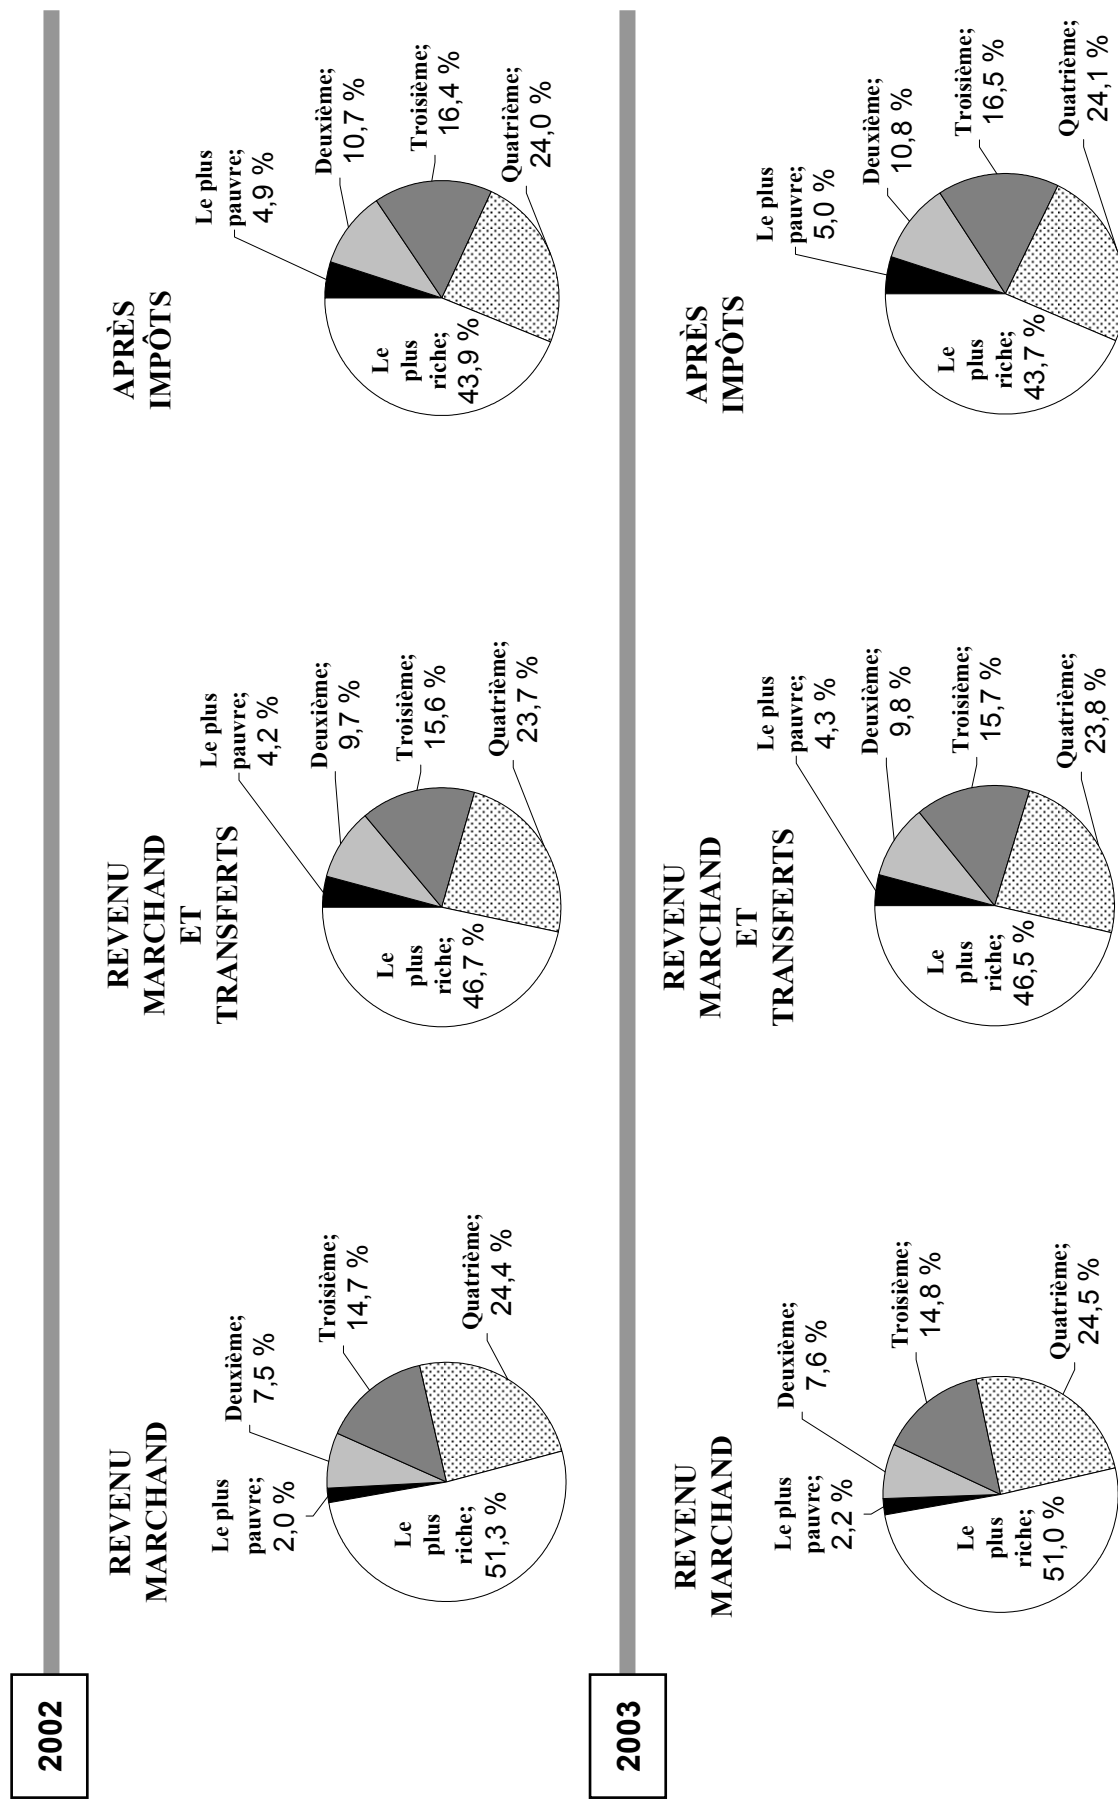 2002
REVENU
MARCHAND
Le plus
pauvre;
2,0 %
Deuxième;
7,5 %
Troisième;
14,7 %
Quatrième;
24,4 %
Le
plus
riche;
51,3 %
REVENU
MARCHAND
ET
TRANSFERTS
Le plus
pauvre;
4,2 %
Deuxième;
9,7 %
Troisième;
15,6 %
Quatrième;
23,7 %
Le
plus
riche;
46,7 %
APRÈS
IMPÔTS
Le plus
pauvre;
4,9 %
Deuxième;
10,7 %
Troisième;
16,4 %
Quatrième;
24,0 %
Le
plus
riche;
43,9 %
2003
REVENU
MARCHAND
Le plus
pauvre;
2,2 %
Deuxième;
7,6 %
Troisième;
14,8 %
Quatrième;
24,5 %
Le
plus
riche;
51,0 %
REVENU
MARCHAND
ET
TRANSFERTS
Le plus
pauvre;
4,3 %
Deuxième;
9,8 %
Troisième;
15,7 %
Quatrième;
23,8 %
Le
plus
riche;
46,5 %
APRÈS
IMPÔTS
Le plus
pauvre;
5,0 %
Deuxième;
10,8 %
Troisième;
16,5 %
Quatrième;
24,1 %
Le
plus
riche;
43,7 %